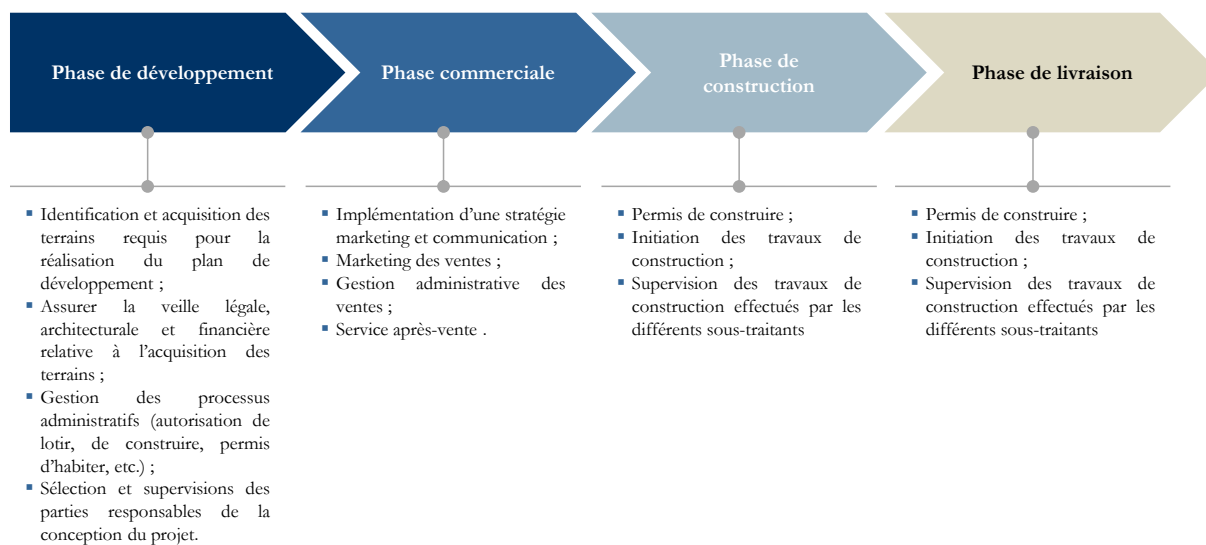 Phase de développement
Phase commerciale
Phase de
construction
Phase de livraison
▪ Identification et acquisition des
terrains requis pour la
réalisation du plan de
développement ;
▪ Assurer la veille légale,
architecturale et financière
relative à l’acquisition des
terrains ;
▪ Gestion des processus
administratifs (autorisation de
lotir, de construire, permis
d’habiter, etc.) ;
▪ Sélection et supervisions des
parties responsables de la
conception du projet.
▪ Implémentation d’une stratégie
marketing et communication ;
▪ Marketing des ventes ;
▪ Gestion administrative des
ventes ;
▪ Service après-vente .
▪ Permis de construire ;
▪ Initiation des travaux de
construction ;
▪ Supervision des travaux de
construction effectués par les
différents sous-traitants
▪ Permis de construire ;
▪ Initiation des travaux de
construction ;
▪ Supervision des travaux de
construction effectués par les
différents sous-traitants